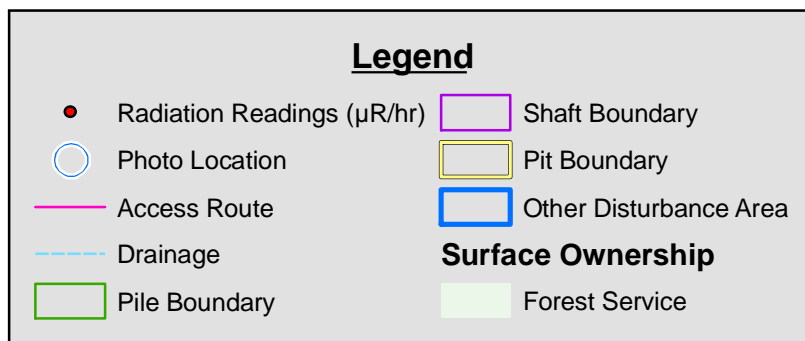 Legend
Radiation Readings (µR/hr)
Photo Location
Access Route
Drainage
Pile Boundary
Shaft Boundary
Pit Boundary
Other Disturbance Area
Surface Ownership
Forest Service